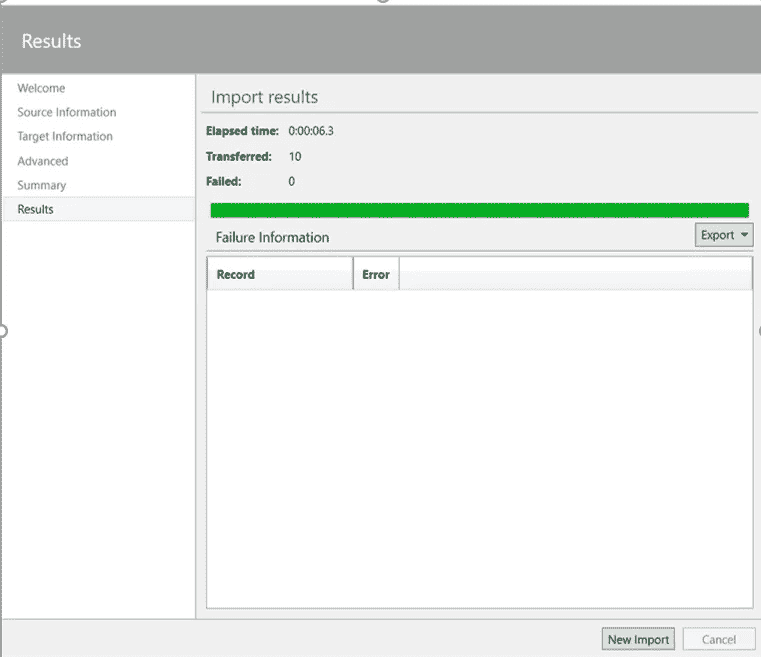 Results
Welcome
Source Information
Target Information
Advanced
Summary
Results
Import results
Elapsed time: 0:00:06.3
Transferred: 10
Failed: 0
Failure Information
Export
Record Error
New Import Cancel